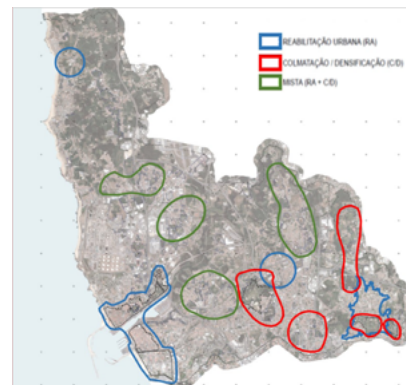 REABILITAÇÃO URBANA (RA)
COLMATAÇÃO / DENSIFICAÇÃO (C/D)
MISTA (RA + C/D)